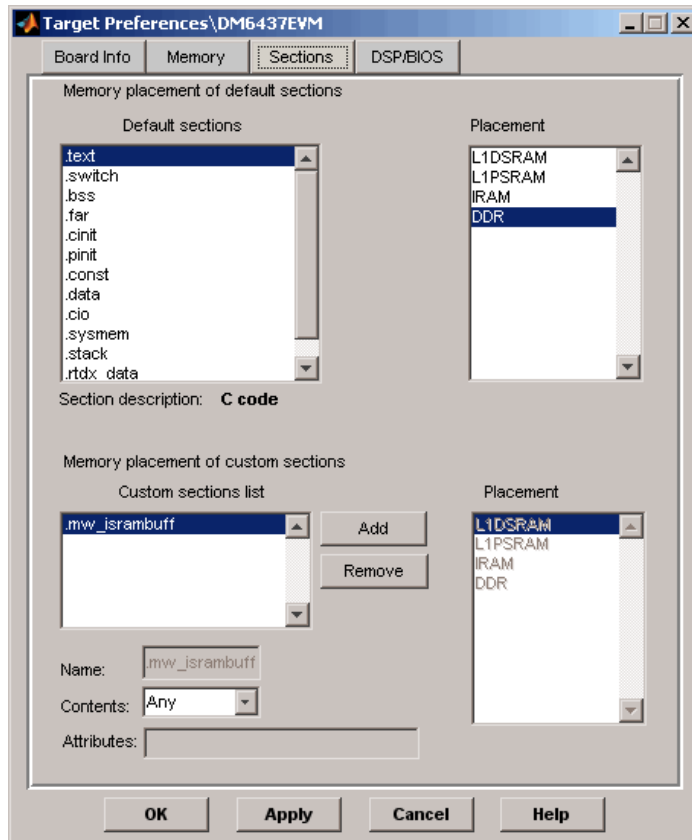 Target Preferences\DM6437EVM
Board Info Memory Sections DSP/BIOS
Memory placement of default sections
Default sections Placement
.text L1DSRAM
.switch L1PSRAM
.bss IRAM
.far DDR
.cinit
.pinit
.const
.data
.cio
.sysmem
.stack
.rtdx_data
Section description: C code
Memory placement of custom sections
Custom sections list Placement
.mw_isrambuff Add L1DSRAM
L1PSRAM
Remove IRAM
DDR
Name: .mw_isrambuff
Contents: Any
Attributes:
OK Apply Cancel Help